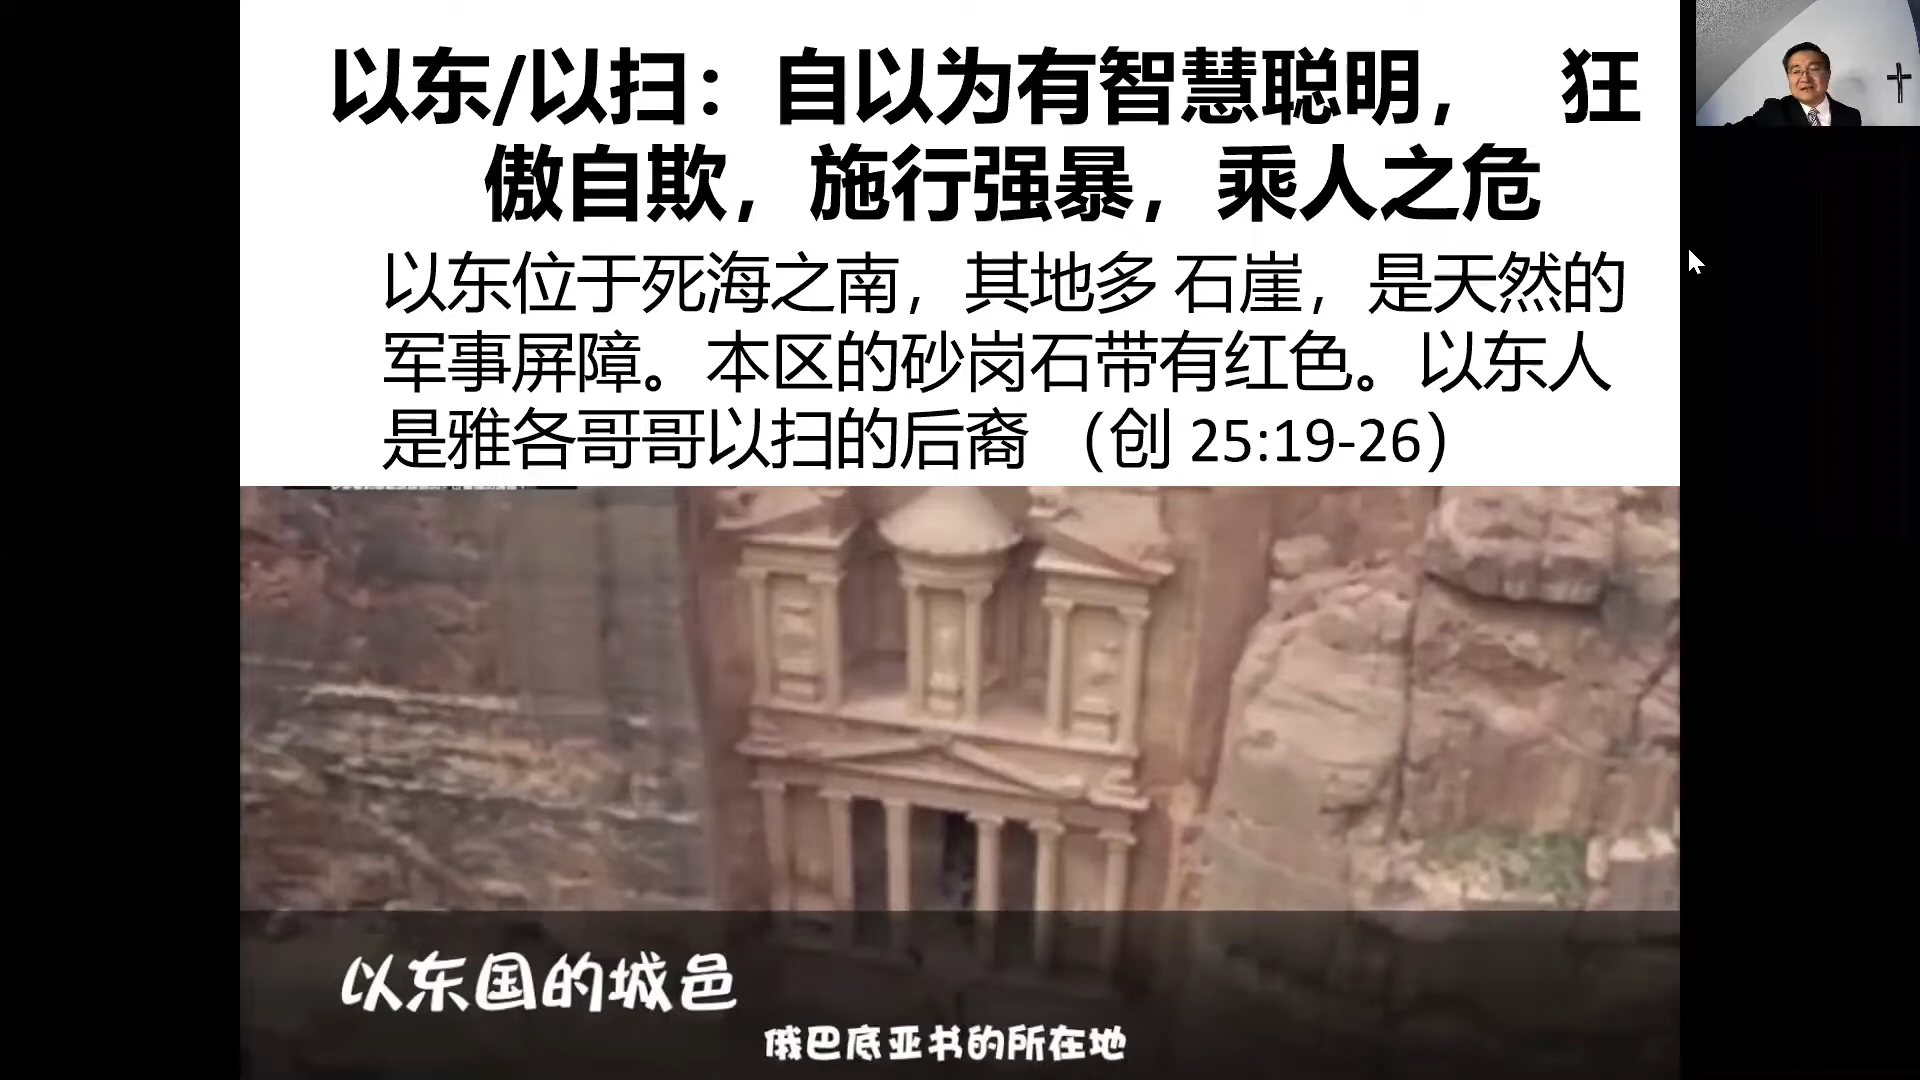 以东/以扫：自以为有智慧聪明， 狂
傲自欺，施行强暴，乘人之危
以东位于死海之南，其地多 石崖，是天然的
军事屏障。本区的砂岗石带有红色。以东人
是雅各哥哥以扫的后裔 （创 25:19-26）
以东国的城邑
俄巴底亚书的所在地